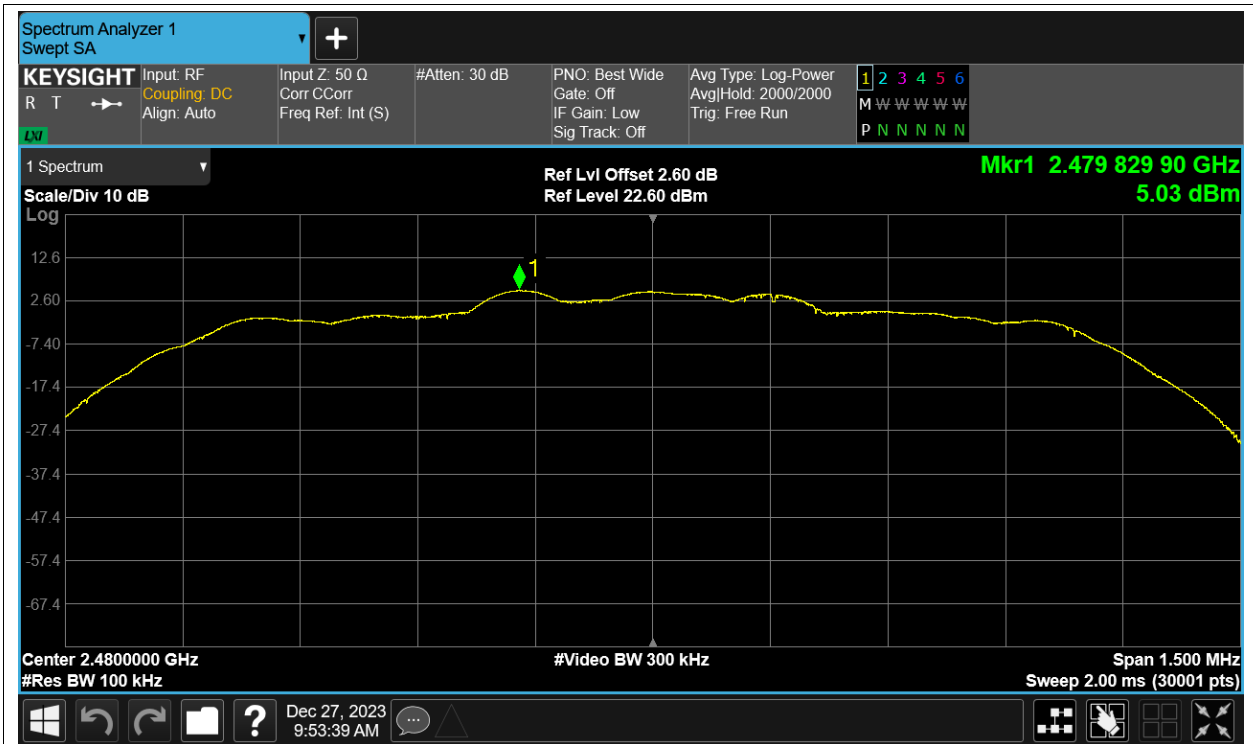 Spectrum Analyzer 1
Swept SA
KEYSIGHT
R T
LXI
Input: RF
Coupling: DC
Align: Auto
Input Z: 50 Ω
Corr CCorr
Freq Ref: Int (S)
#Atten: 30 dB
PNO: Best Wide
Gate: Off
IF Gain: Low
Sig Track: Off
Avg Type: Log-Power
Avg|Hold: 2000/2000
Trig: Free Run
1 2 3 4 5 6
M W W W W W
P N N N N N
1 Spectrum
Scale/Div 10 dB
Ref Lvl Offset 2.60 dB
Ref Level 22.60 dBm
Mkr1 2.479 829 90 GHz
5.03 dBm
Log
1
12.6
2.60
-7.40
-17.4
-27.4
-37.4
-47.4
-57.4
-67.4
Center 2.4800000 GHz
#Video BW 300 kHz
Span 1.500 MHz
#Res BW 100 kHz
Sweep 2.00 ms (30001 pts)
?
Dec 27, 2023
9:53:39 AM